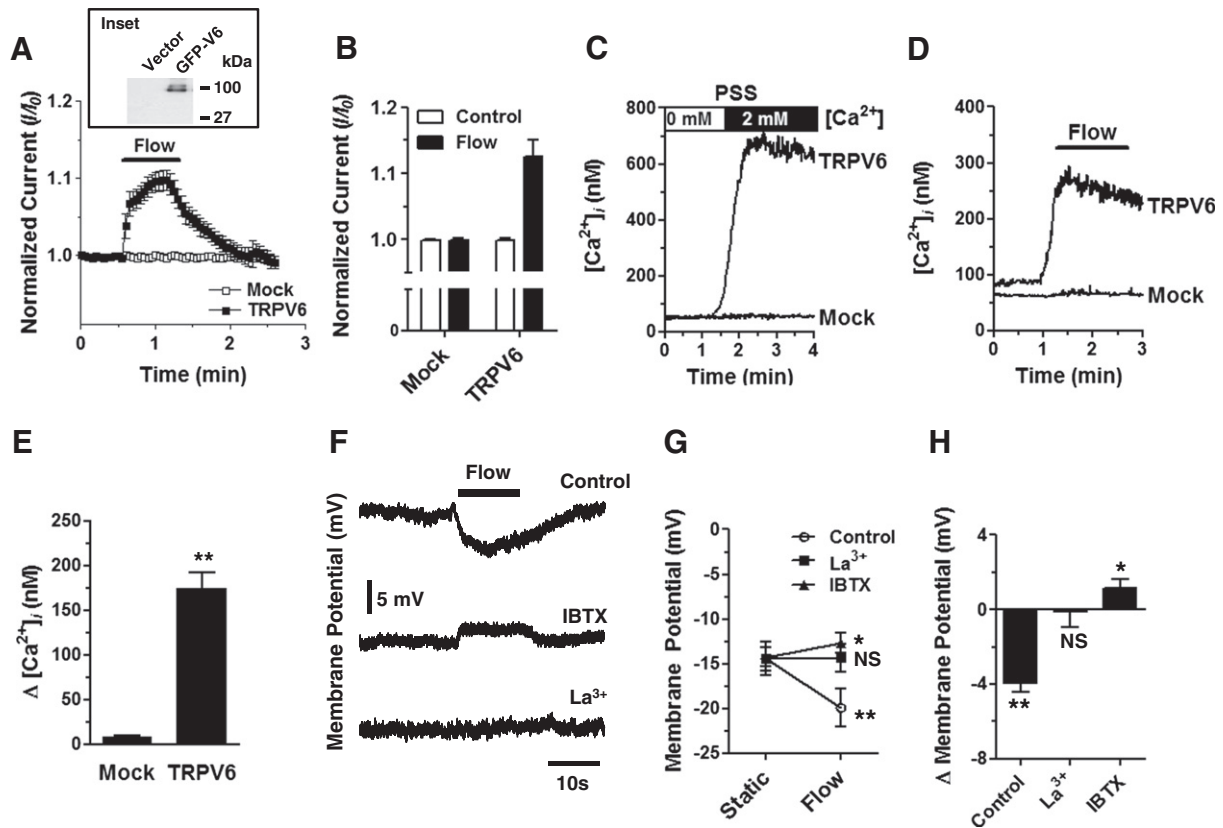 Inset
Vector
GFP-V6
kDa
100
27
A
Normalized Current (I/I0)
1.2
1.1
1.0
Flow
Mock
TRPV6
0
1
2
3
Time (min)
B
Normalized Current (I/I0)
1.2
1.1
1.0
0
Control
Flow
Mock
TRPV6
C
PSS
0 mM
2 mM
[Ca2+]
[Ca2+]i (nM)
800
600
400
200
0
TRPV6
Mock
0 1 2 3 4
Time (min)
D
[Ca2+]i (nM)
400
300
200
100
0
Flow
TRPV6
Mock
0 1 2 3
Time (min)
E
Δ [Ca2+]i (nM)
250
200
150
100
50
0
**
Mock TRPV6
F
Membrane Potential (mV)
Flow
Control
5 mV
IBTX
La3+
10s
G
Membrane Potential (mV)
0
-5
-10
-15
-20
-25
Control
La3+
IBTX
*
NS
**
Static
Flow
H
Δ Membrane Potential (mV)
4
0
-4
-8
**
NS
*
Control
La3+
IBTX